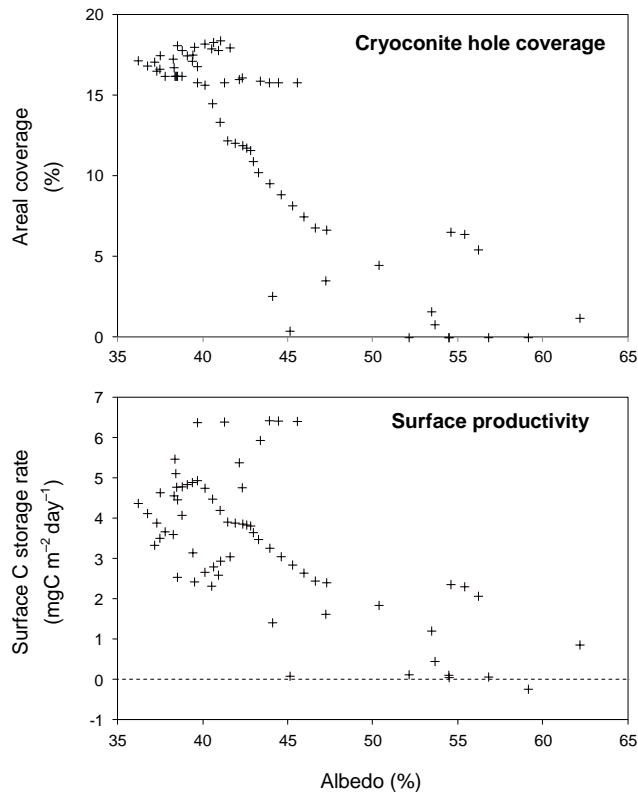 Cryoconite hole coverage
Areal coverage
(%)
20
15
10
5
0
35 40 45 50 55 60 65
Surface productivity
Surface C storage rate
(mgC m⁻² day⁻¹)
7
6
5
4
3
2
1
0
-1
35 40 45 50 55 60 65
Albedo (%)